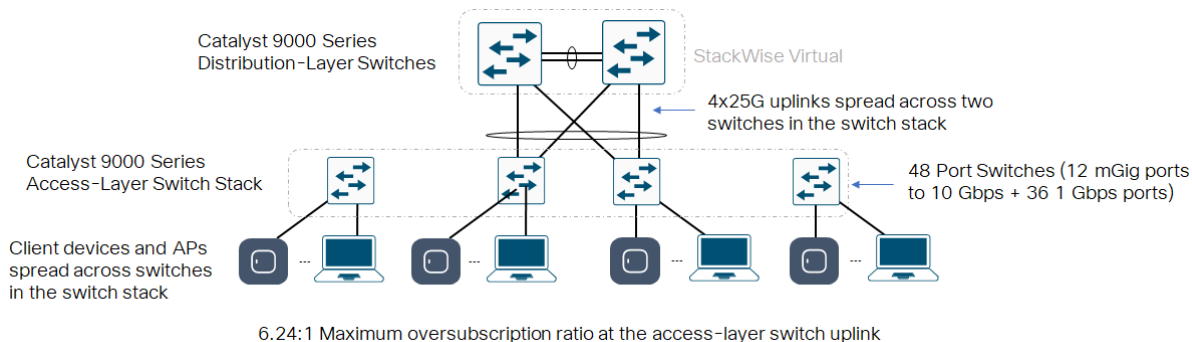 Catalyst 9000 Series
Distribution-Layer Switches
StackWise Virtual
4x25G uplinks spread across two
switches in the switch stack
Catalyst 9000 Series
Access-Layer Switch Stack
48 Port Switches (12 mGig ports
to 10 Gbps + 36 1 Gbps ports)
Client devices and APs
spread across switches
in the switch stack
...
...
...
...
6.24:1 Maximum oversubscription ratio at the access-layer switch uplink